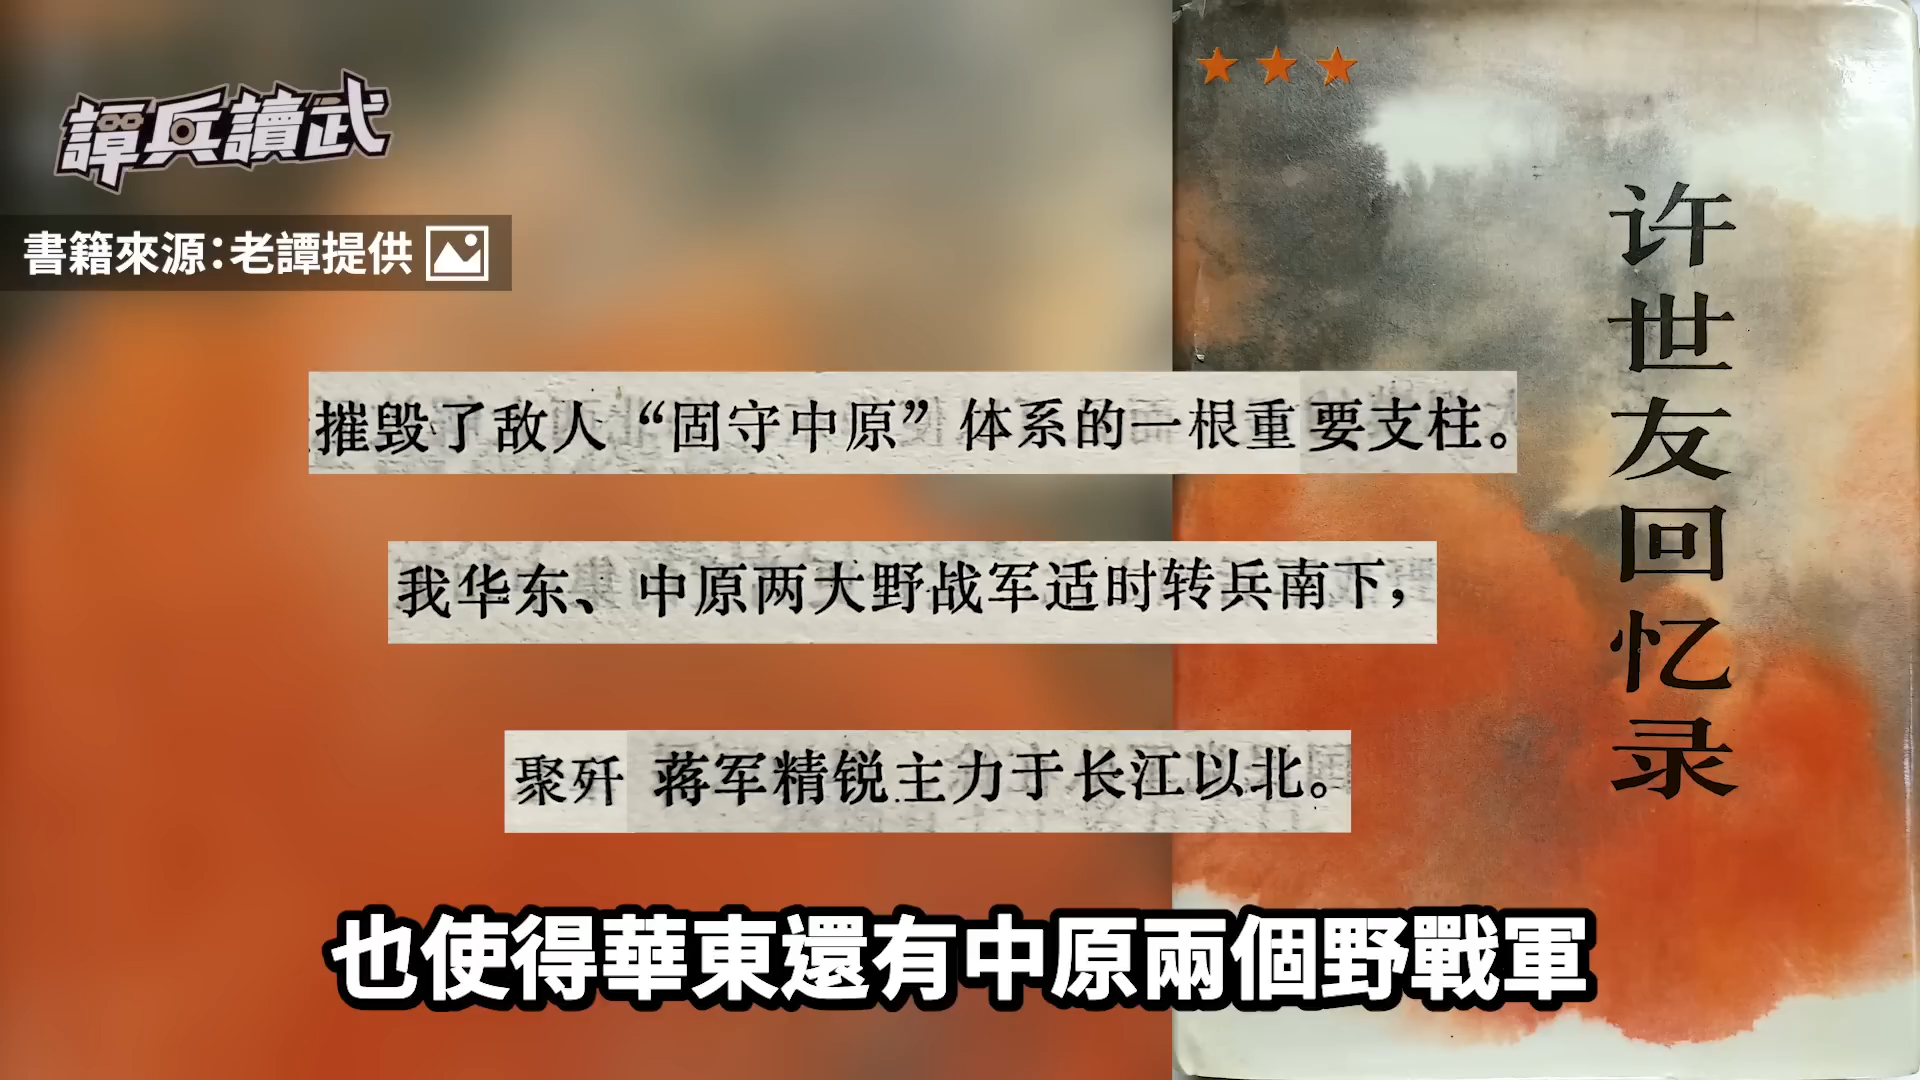 譚兵讀武
書籍來源：老譚提供
许世友回忆录
摧毁了敌人“固守中原”体系的一根重要支柱。
我华东、中原两大野战军适时转兵南下，
聚歼 蒋军精锐主力于长江以北。
也使得華東還有中原兩個野戰軍